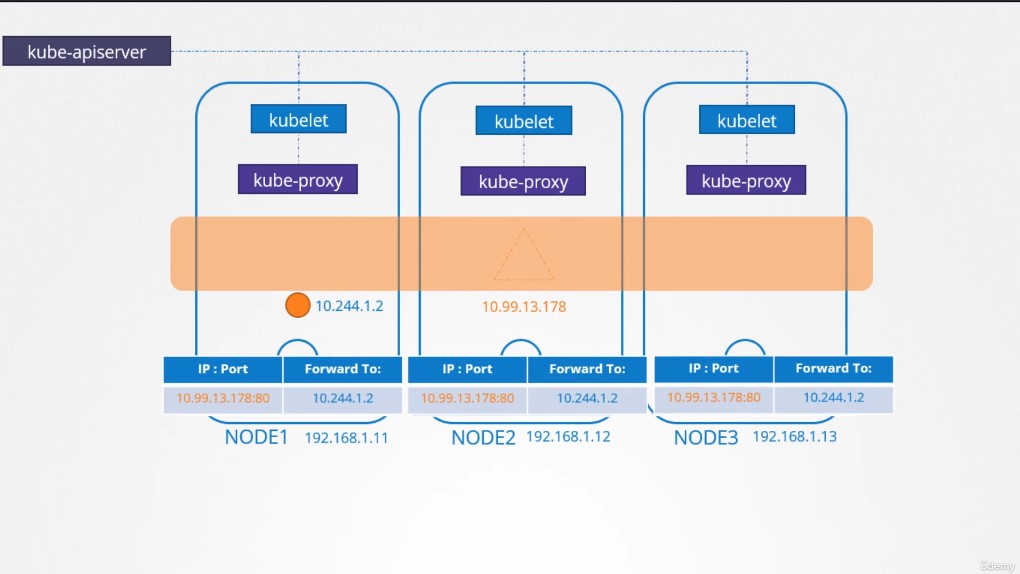 kube-apiserver
kubelet
kubelet
kubelet
kube-proxy
kube-proxy
kube-proxy
10.244.1.2
10.99.13.178
IP : Port Forward To:
10.99.13.178:80 10.244.1.2
IP : Port Forward To:
10.99.13.178:80 10.244.1.2
IP : Port Forward To:
10.99.13.178:80 10.244.1.2
NODE1 192.168.1.11
NODE2 192.168.1.12
NODE3 192.168.1.13
ûdemy